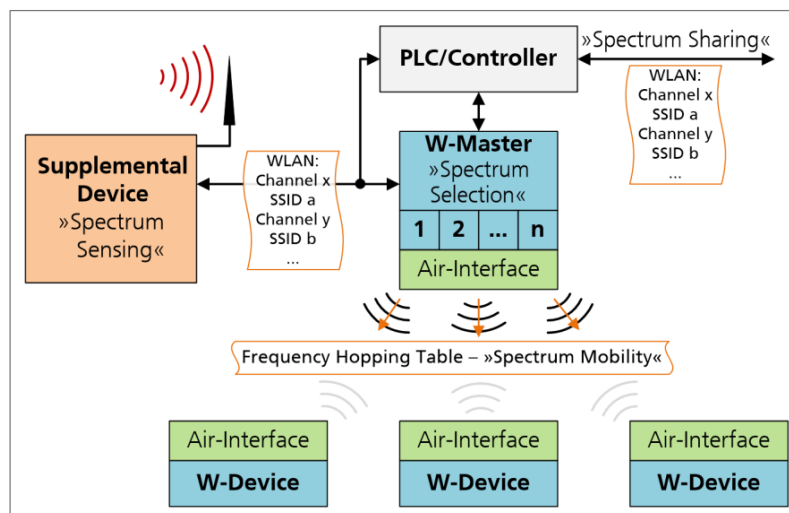 »Spectrum Sharing«
PLC/Controller
WLAN:
Channel x
SSID a
Channel y
SSID b
...
Supplemental
Device
»Spectrum
Sensing«
WLAN:
Channel x
SSID a
Channel y
SSID b
...
W-Master
»Spectrum
Selection«
1 2 ... n
Air-Interface
Frequency Hopping Table – »Spectrum Mobility«
Air-Interface
W-Device
Air-Interface
W-Device
Air-Interface
W-Device